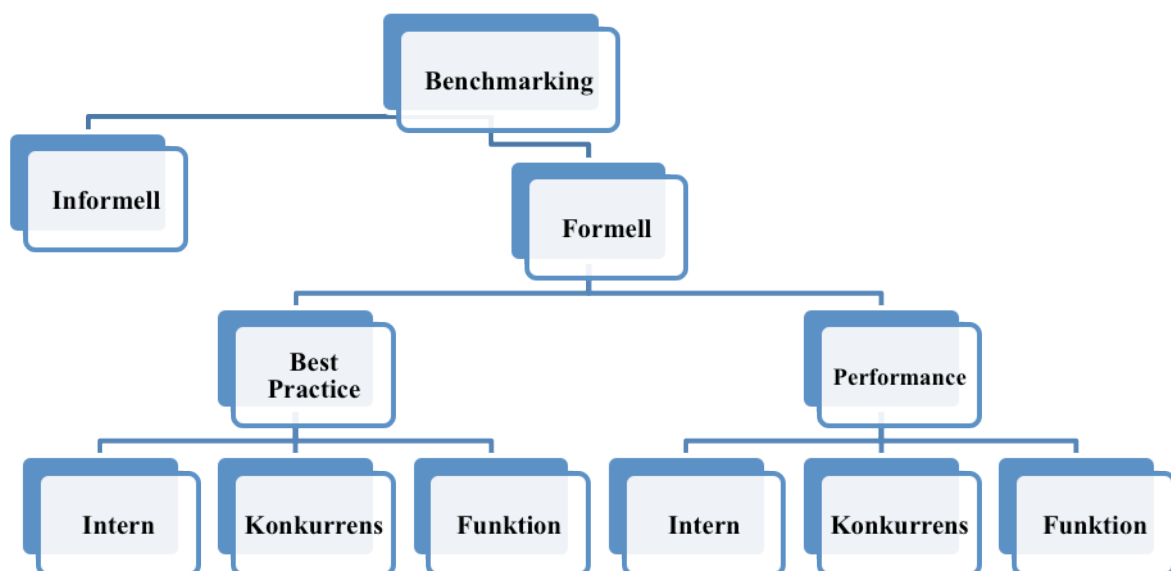 Benchmarking
Informell
Formell
Best
Practice
Performance
Intern
Konkurrens
Funktion
Intern
Konkurrens
Funktion